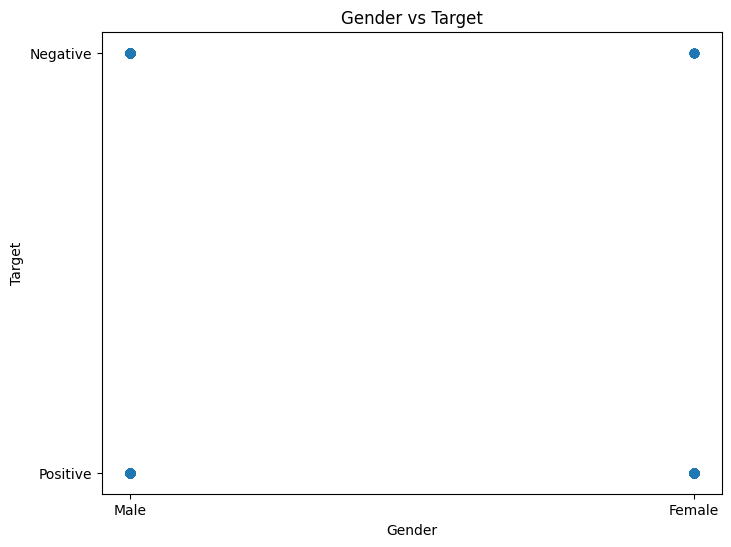 Gender vs Target
Negative
Target
Positive
Male
Female
Gender